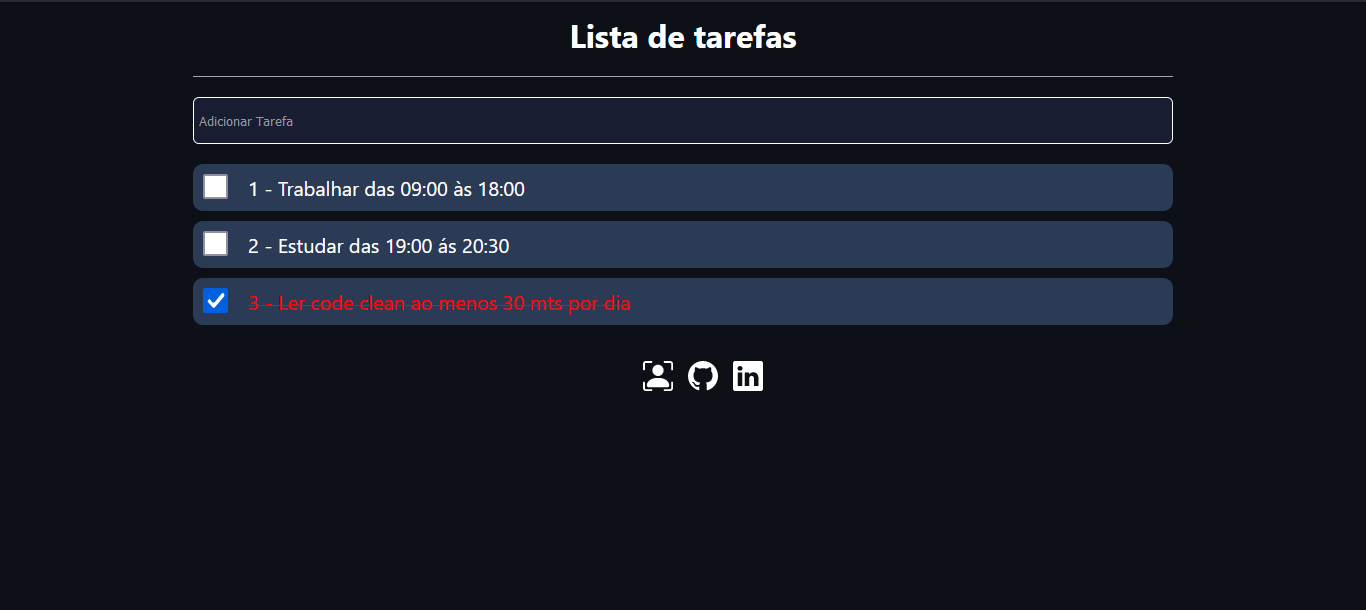 Lista de tarefas
Adicionar Tarefa
1 - Trabalhar das 09:00 às 18:00
2 - Estudar das 19:00 ás 20:30
3 - Ler code clean ao menos 30 mts por dia
in